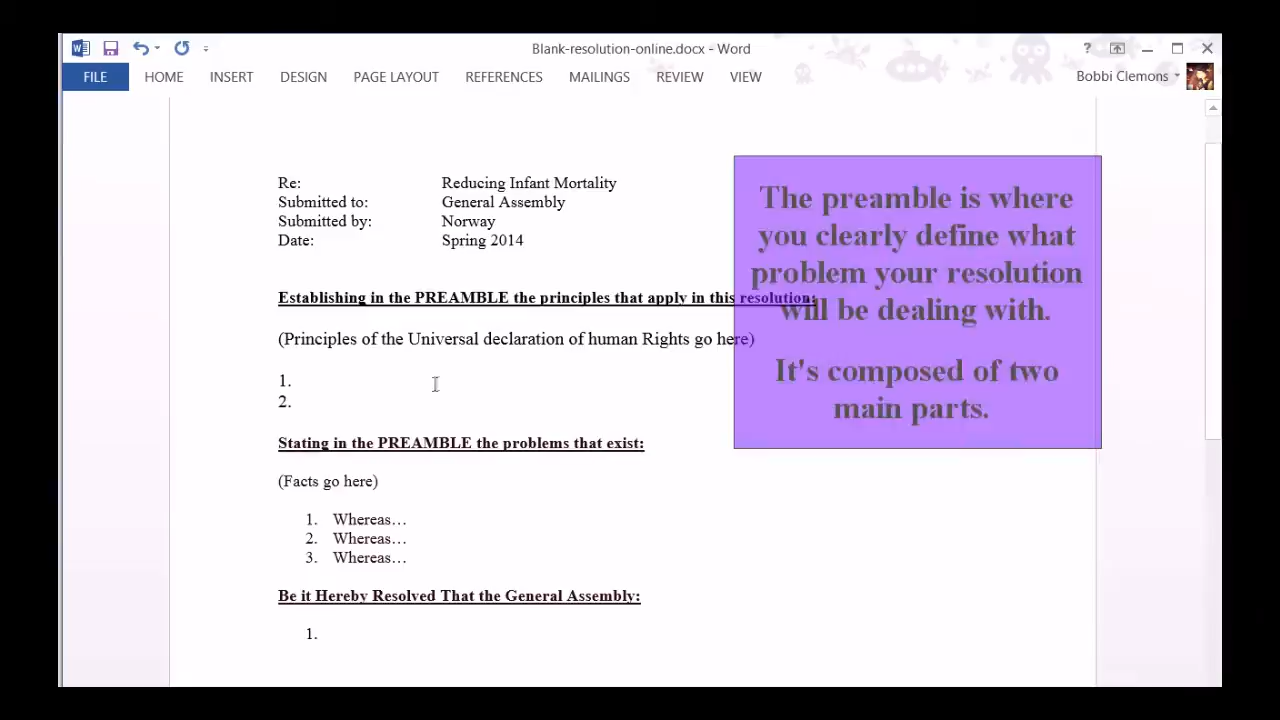 Blank-resolution-online.docx - Word
?
FILE HOME INSERT DESIGN PAGE LAYOUT REFERENCES MAILINGS REVIEW VIEW Bobbi Clemons
Re: Reducing Infant Mortality
Submitted to: General Assembly
Submitted by: Norway
Date: Spring 2014
Establishing in the PREAMBLE the principles that apply in this resolution:
(Principles of the Universal declaration of human Rights go here)
1.
2.
Stating in the PREAMBLE the problems that exist:
(Facts go here)
1. Whereas…
2. Whereas…
3. Whereas…
Be it Hereby Resolved That the General Assembly:
1.
The preamble is where
you clearly define what
problem your resolution
will be dealing with.
It's composed of two
main parts.